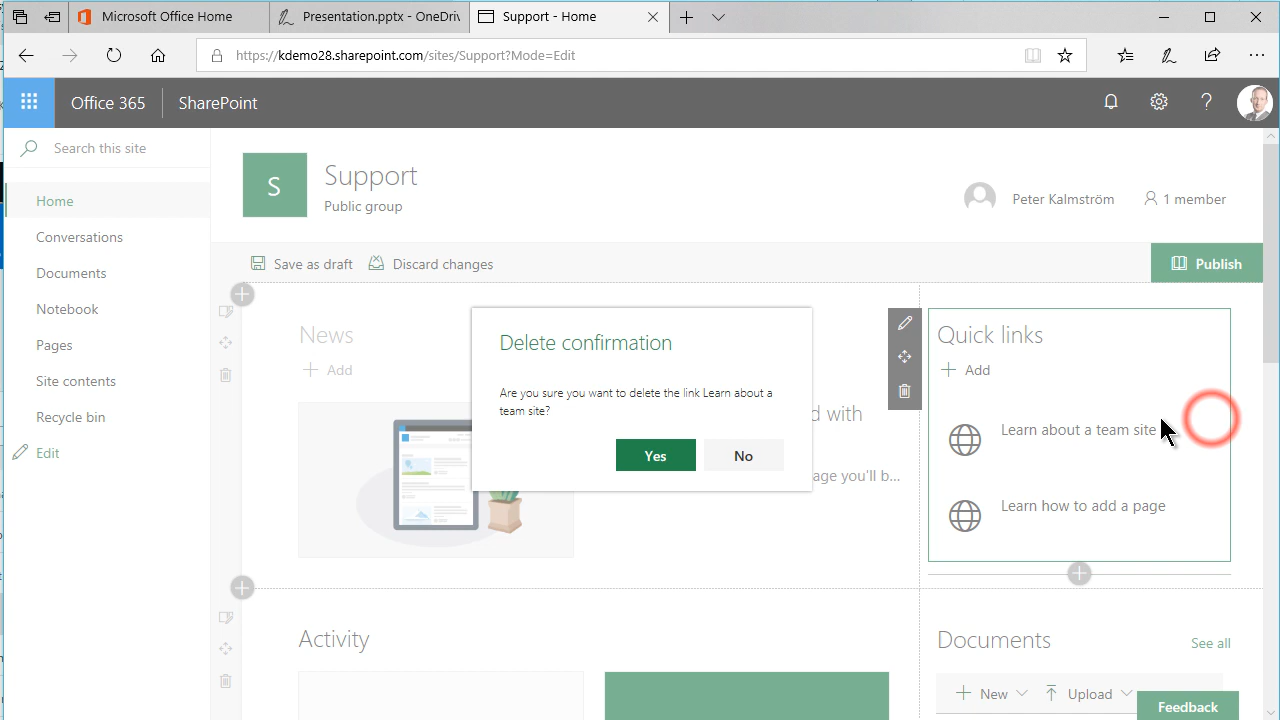 Microsoft Office Home
Presentation.pptx - OneDriv
Support - Home
https://kdemo28.sharepoint.com/sites/Support?Mode=Edit
Office 365
SharePoint
Search this site
Home
Conversations
Documents
Notebook
Pages
Site contents
Recycle bin
Edit
S
Support
Public group
Peter Kalmström
1 member
Save as draft
Discard changes
Publish
News
Add
d with
age you'll b...
Delete confirmation
Are you sure you want to delete the link Learn about a
team site?
Yes
No
Quick links
Add
Learn about a team site
Learn how to add a page
Activity
Documents
See all
New
Upload
Feedback